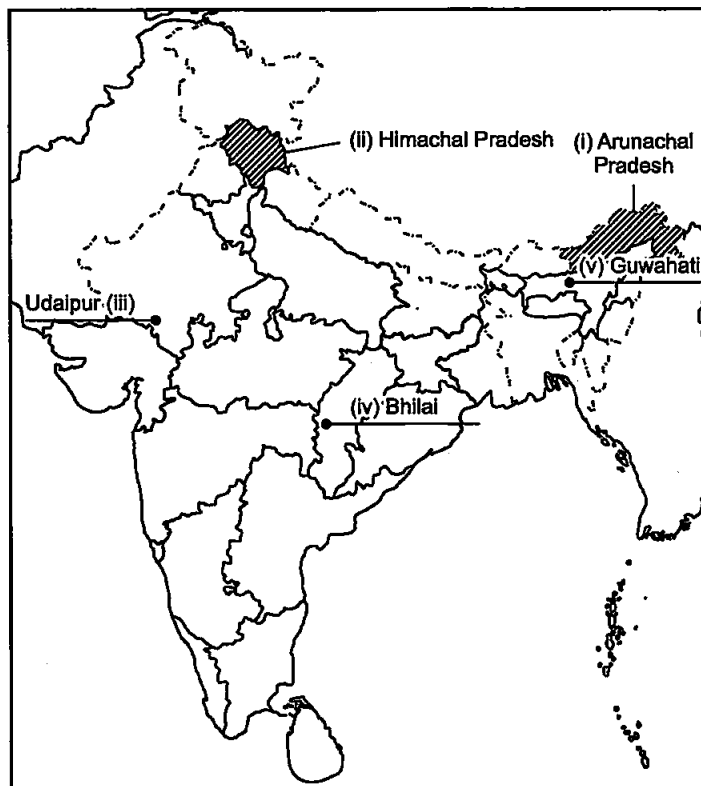 (ii) Himachal Pradesh
(i) Arunachal
Pradesh
(v) Guwahati
Udaipur (iii)
(iv) Bhilai